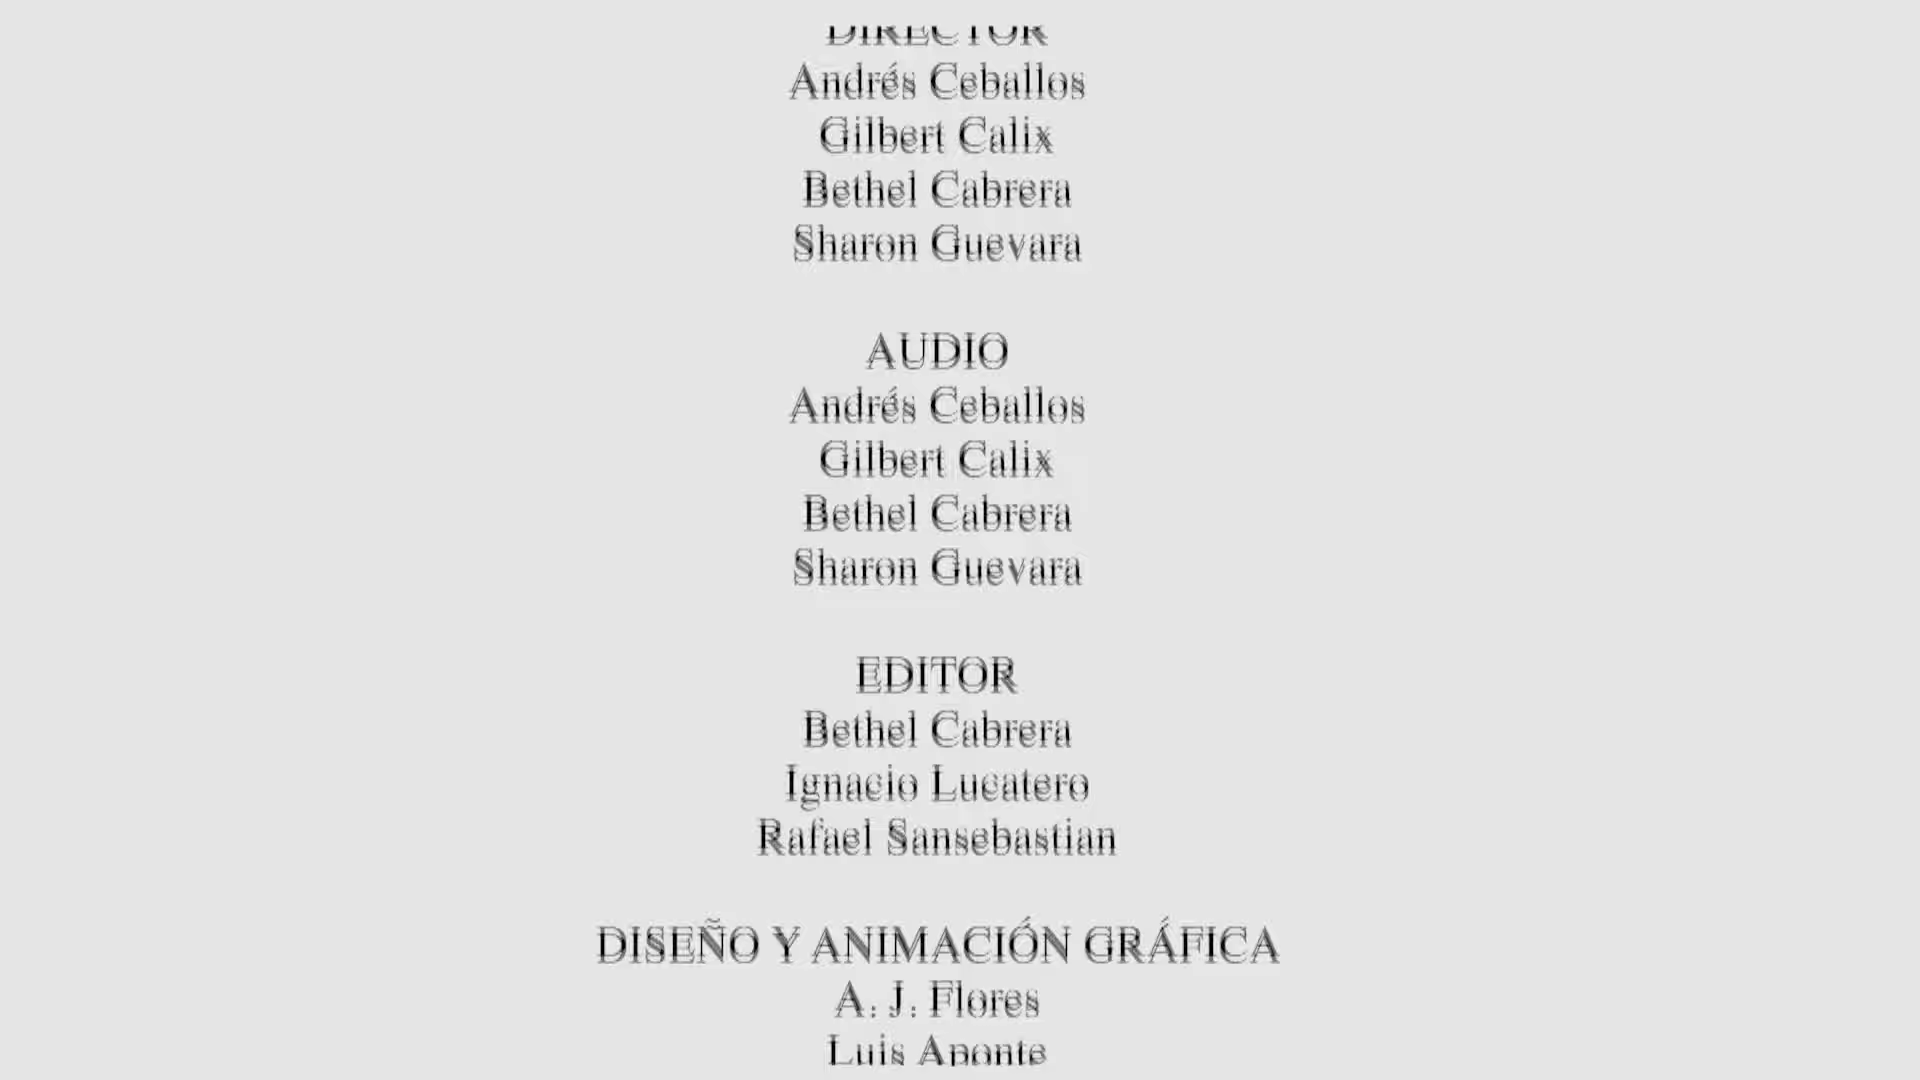 DIRECTOR
Andrés Ceballos
Gilbert Calix
Bethel Cabrera
Sharon Guevara
AUDIO
Andrés Ceballos
Gilbert Calix
Bethel Cabrera
Sharon Guevara
EDITOR
Bethel Cabrera
Ignacio Lucatero
Rafael Sansebastian
DISEÑO Y ANIMACIÓN GRÁFICA
A. J. Flores
Luis Aponte